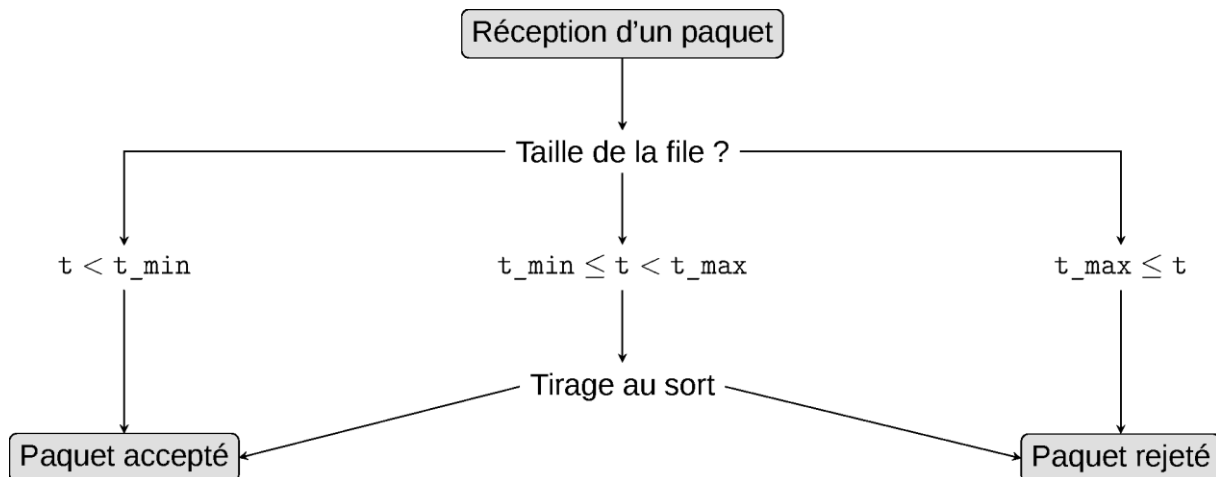 Réception d’un paquet
Taille de la file ?
t < t_min
t_min ≤ t < t_max
t_max ≤ t
Tirage au sort
Paquet accepté
Paquet rejeté